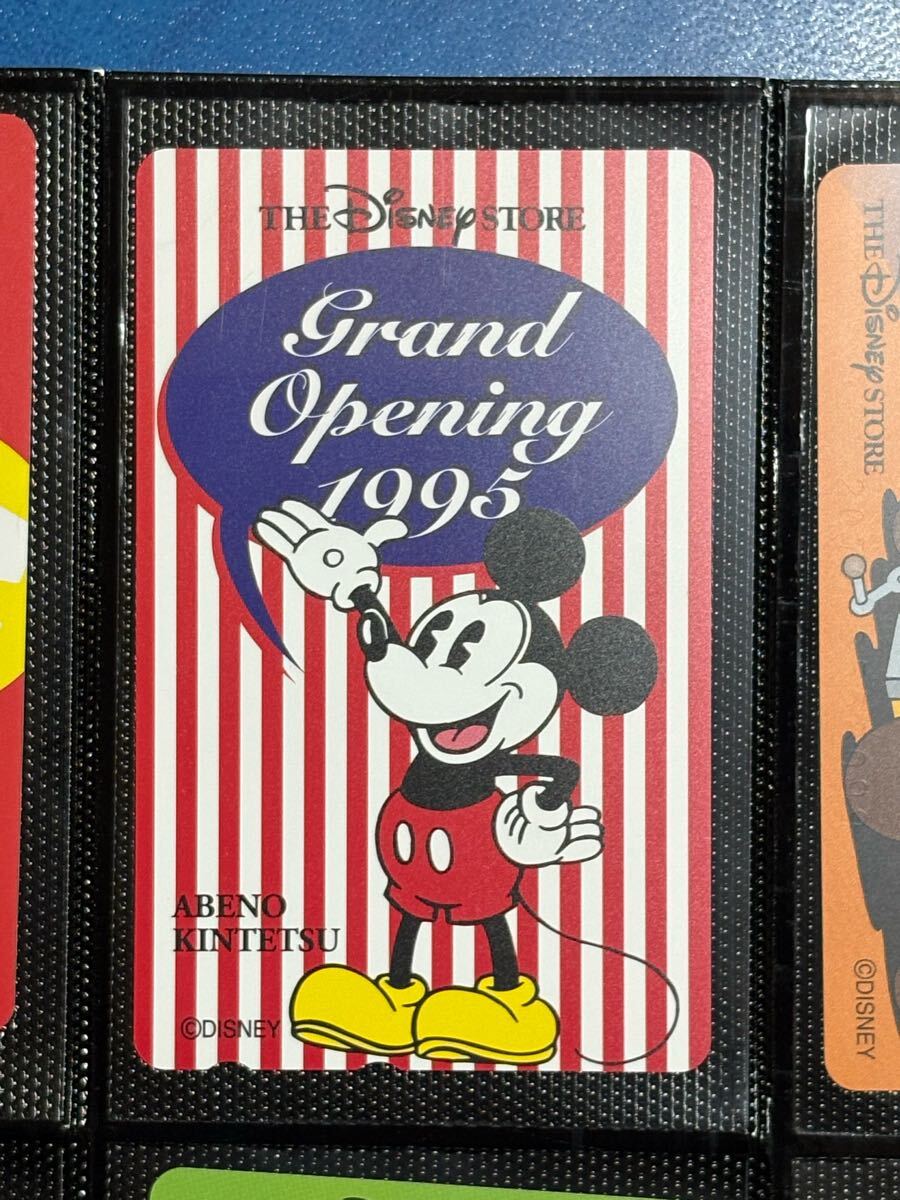 THE DISNEY STORE
Grand
Opening
1995
ABENO
KINTETSU
©DISNEY
THE DISNEY STORE
©DISNEY